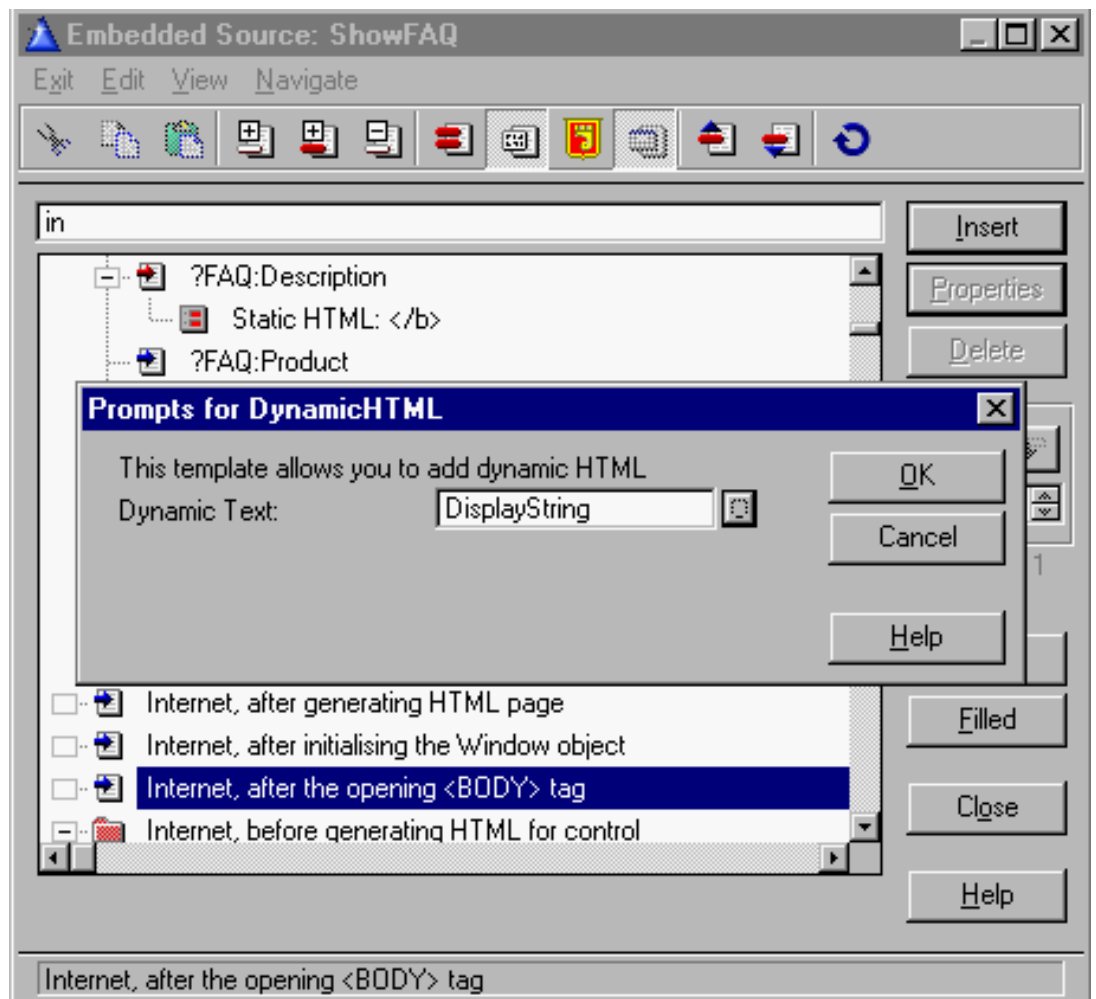 Embedded Source: ShowFAQ
Exit Edit View Navigate
in
Insert
?FAQ:Description
Properties
Static HTML: </b>
Delete
?FAQ:Product
Prompts for DynamicHTML
This template allows you to add dynamic HTML
OK
Dynamic Text: DisplayString
Cancel
1
Help
Internet, after generating HTML page
Filled
Internet, after initialising the Window object
Internet, after the opening <BODY> tag
Close
Internet, before generating HTML for control
Help
Internet, after the opening <BODY> tag